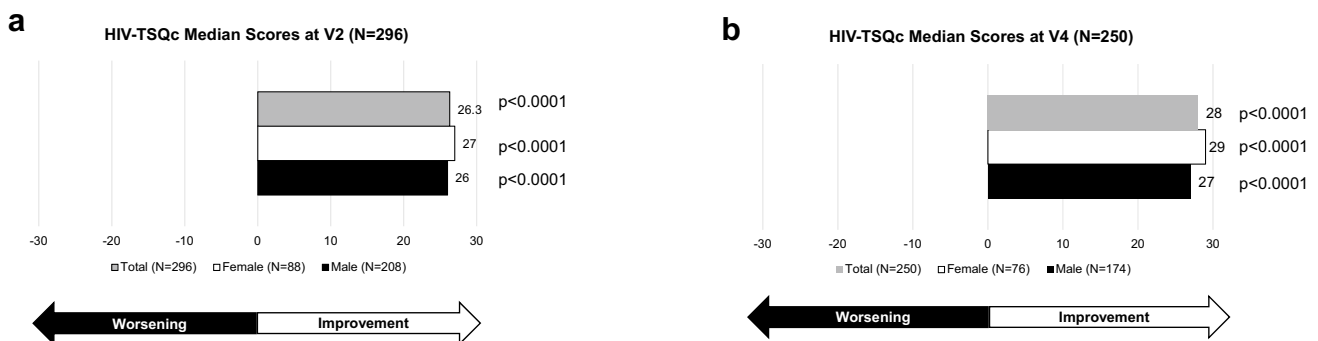 a
HIV-TSQc Median Scores at V2 (N=296)
26.3 p<0.0001
27 p<0.0001
26 p<0.0001
-30 -20 -10 0 10 20 30
Total (N=296) Female (N=88) Male (N=208)
Worsening Improvement
b
HIV-TSQc Median Scores at V4 (N=250)
28 p<0.0001
29 p<0.0001
27 p<0.0001
-30 -20 -10 0 10 20 30
Total (N=250) Female (N=76) Male (N=174)
Worsening Improvement